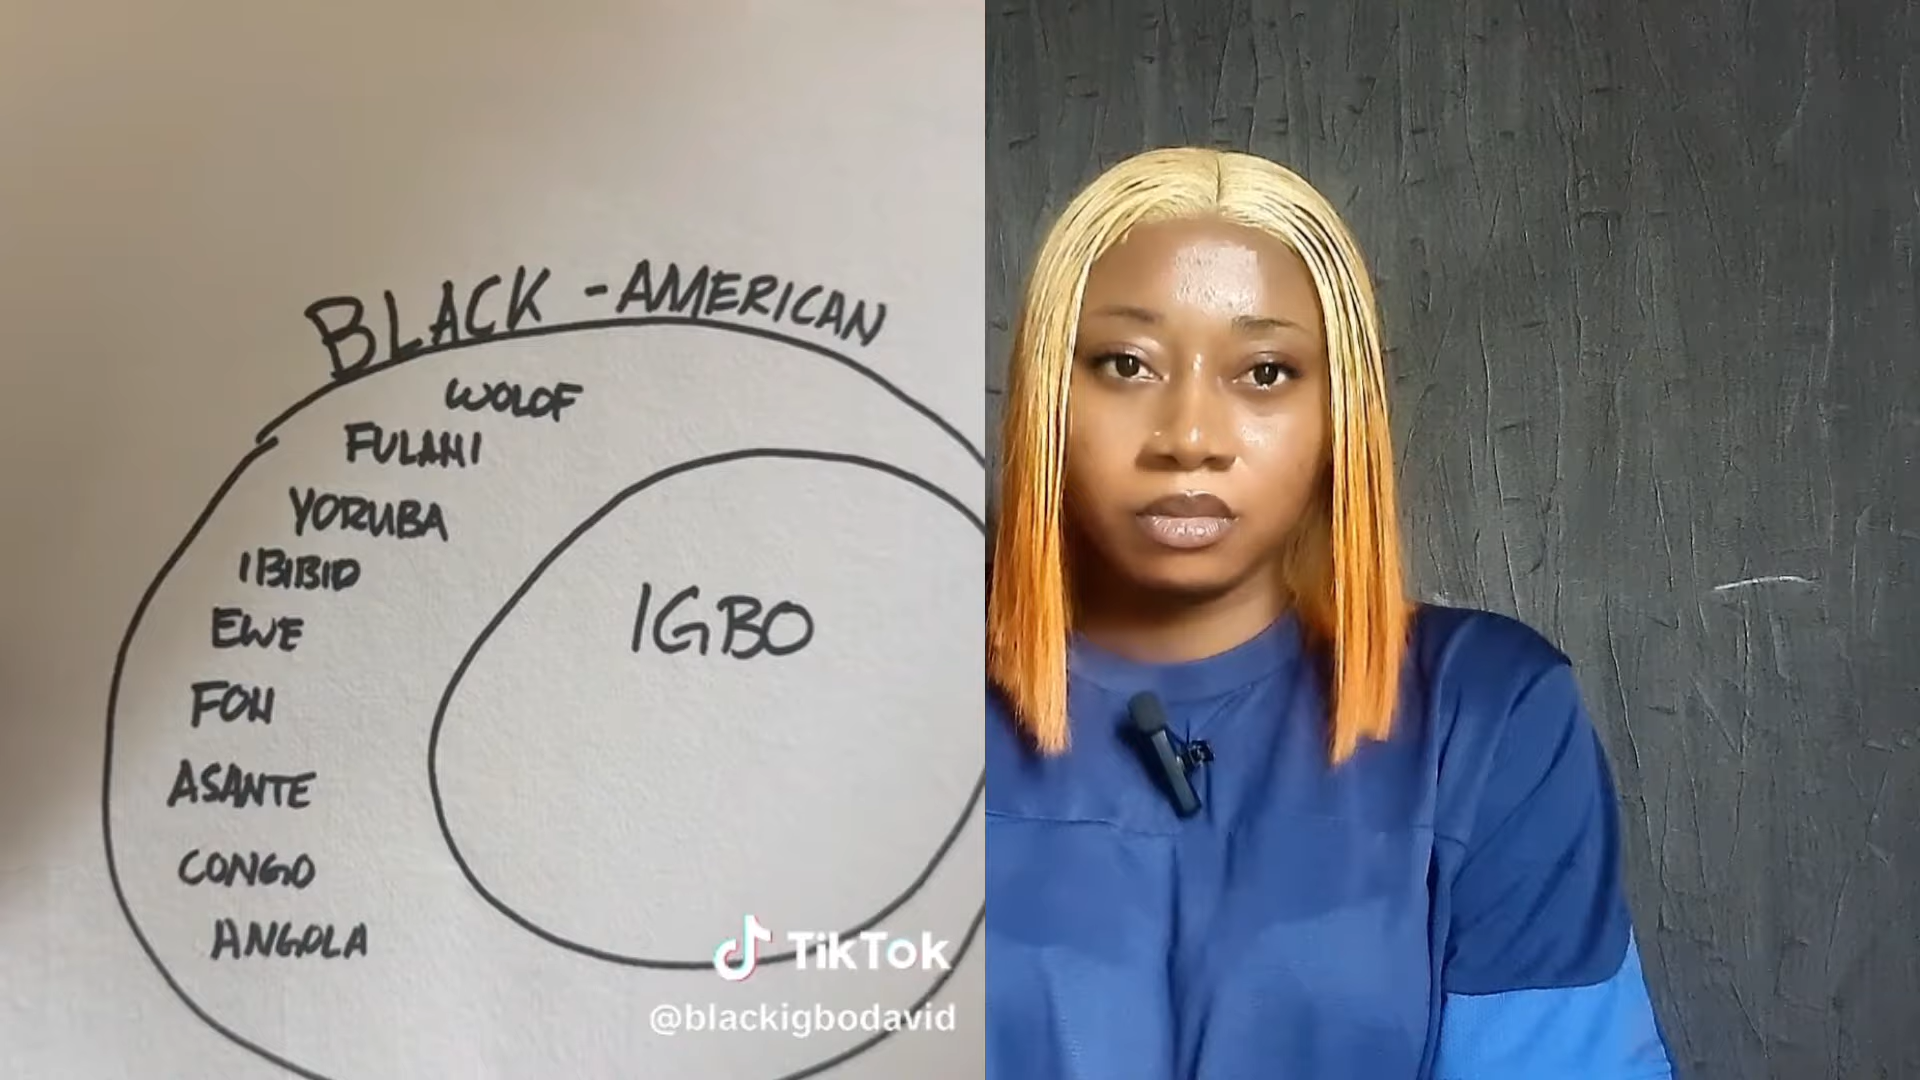 BLACK - AMERICAN
WOLOF
FULANI
YORUBA
IBIBIO
EWE
FON
ASANTE
CONGO
ANGOLA
IGBO
TikTok
@blackigbodavid